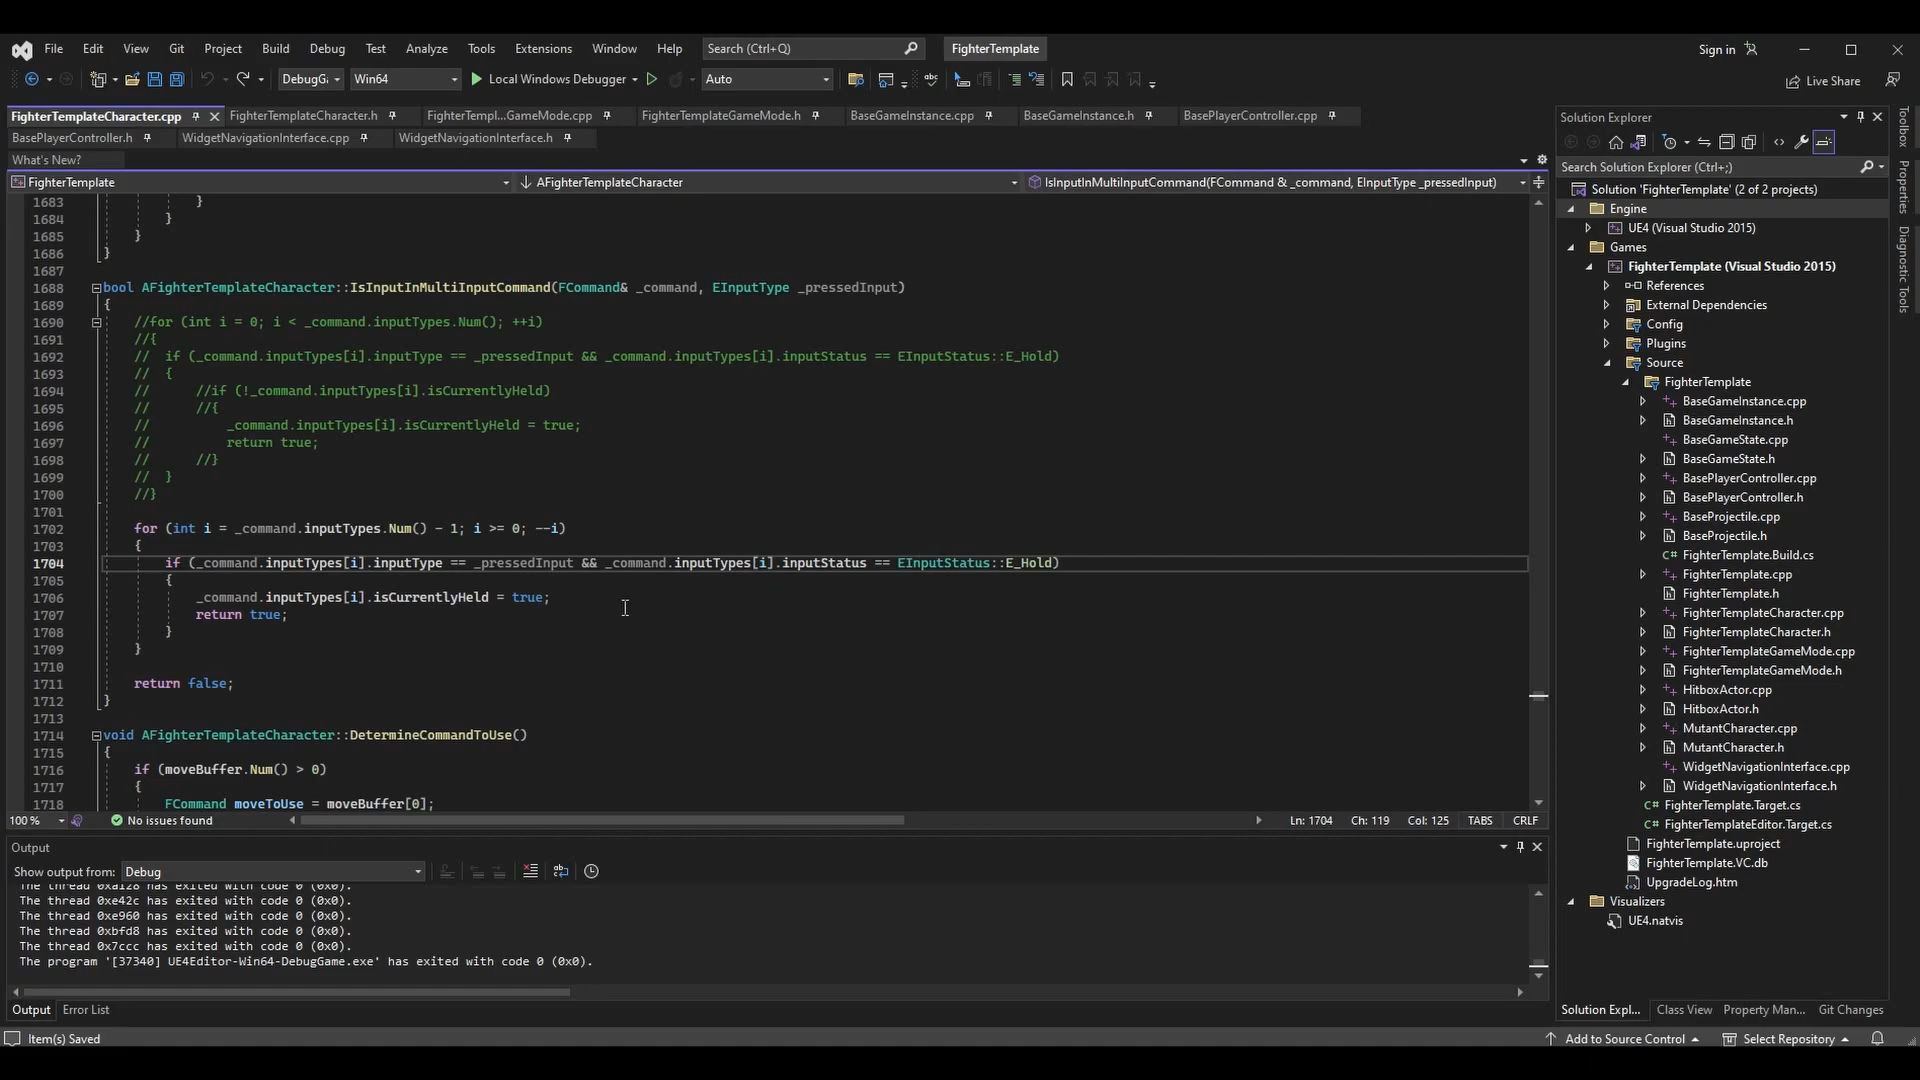 File Edit View Git Project Build Debug Test Analyze Tools Extensions Window Help Search (Ctrl+Q) FighterTemplate Sign in
DebugGa Win64 Local Windows Debugger Auto Live Share
FighterTemplateCharacter.cpp FighterTemplateCharacter.h FighterTempl...GameMode.cpp FighterTemplateGameMode.h BaseGameInstance.cpp BaseGameInstance.h BasePlayerController.cpp
BasePlayerController.h WidgetNavigationInterface.cpp WidgetNavigationInterface.h
What's New?
FighterTemplate AFighterTemplateCharacter IsInputInMultiInputCommand(FCommand & _command, EInputType _pressedInput)
1683 }
1684 }
1685 }
1686 }
1687
1688 bool AFighterTemplateCharacter::IsInputInMultiInputCommand(FCommand& _command, EInputType _pressedInput)
1689 {
1690 //for (int i = 0; i < _command.inputTypes.Num(); ++i)
1691 //{
1692 // if (_command.inputTypes[i].inputType == _pressedInput && _command.inputTypes[i].inputStatus == EInputStatus::E_Hold)
1693 // {
1694 // //if (!_command.inputTypes[i].isCurrentlyHeld)
1695 // //{
1696 // _command.inputTypes[i].isCurrentlyHeld = true;
1697 // return true;
1698 // //}
1699 // }
1700 //}
1701
1702 for (int i = _command.inputTypes.Num() - 1; i >= 0; --i)
1703 {
1704 if (_command.inputTypes[i].inputType == _pressedInput && _command.inputTypes[i].inputStatus == EInputStatus::E_Hold)
1705 {
1706 _command.inputTypes[i].isCurrentlyHeld = true;
1707 return true;
1708 }
1709 }
1710
1711 return false;
1712 }
1713
1714 void AFighterTemplateCharacter::DetermineCommandToUse()
1715 {
1716 if (moveBuffer.Num() > 0)
1717 {
1718 FCommand moveToUse = moveBuffer[0];
100 % No issues found Ln: 1704 Ch: 119 Col: 125 TABS CRLF
Output
Show output from: Debug
The thread 0xa128 has exited with code 0 (0x0).
The thread 0xe42c has exited with code 0 (0x0).
The thread 0xe960 has exited with code 0 (0x0).
The thread 0xbfd8 has exited with code 0 (0x0).
The thread 0x7ccc has exited with code 0 (0x0).
The program '[37340] UE4Editor-Win64-DebugGame.exe' has exited with code 0 (0x0).
Output Error List
Item(s) Saved
Solution Explorer
Search Solution Explorer (Ctrl+;)
Solution 'FighterTemplate' (2 of 2 projects)
Engine
UE4 (Visual Studio 2015)
Games
FighterTemplate (Visual Studio 2015)
References
External Dependencies
Config
Plugins
Source
FighterTemplate
BaseGameInstance.cpp
BaseGameInstance.h
BaseGameState.cpp
BaseGameState.h
BasePlayerController.cpp
BasePlayerController.h
BaseProjectile.cpp
BaseProjectile.h
FighterTemplate.Build.cs
FighterTemplate.cpp
FighterTemplate.h
FighterTemplateCharacter.cpp
FighterTemplateCharacter.h
FighterTemplateGameMode.cpp
FighterTemplateGameMode.h
HitboxActor.cpp
HitboxActor.h
MutantCharacter.cpp
MutantCharacter.h
WidgetNavigationInterface.cpp
WidgetNavigationInterface.h
FighterTemplate.Target.cs
FighterTemplateEditor.Target.cs
FighterTemplate.uproject
FighterTemplate.VC.db
UpgradeLog.htm
Visualizers
UE4.natvis
Solution Expl... Class View Property Man... Git Changes
Add to Source Control Select Repository
Toolbox
Properties
Diagnostic Tools